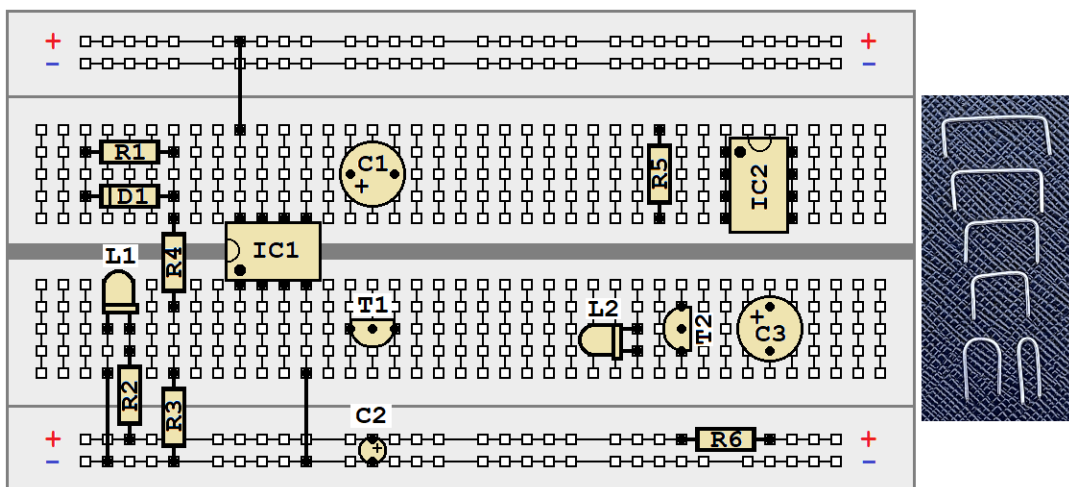 + +
− −
R1
C1
+
R5
IC2
D1
L1
R4
IC1
T1
L2
T2
+
C3
R2
R3
C2
+
+ +
R6
− −